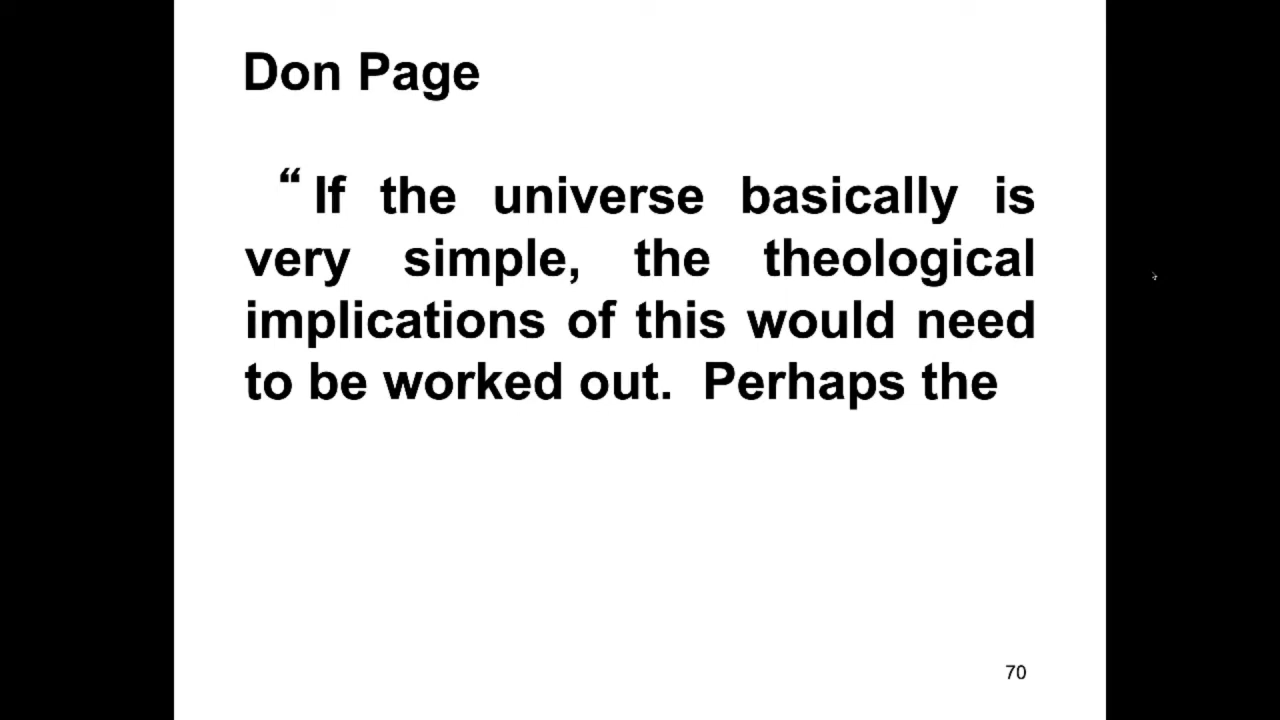 Don Page
“If the universe basically is
very simple, the theological
implications of this would need
to be worked out. Perhaps the
70